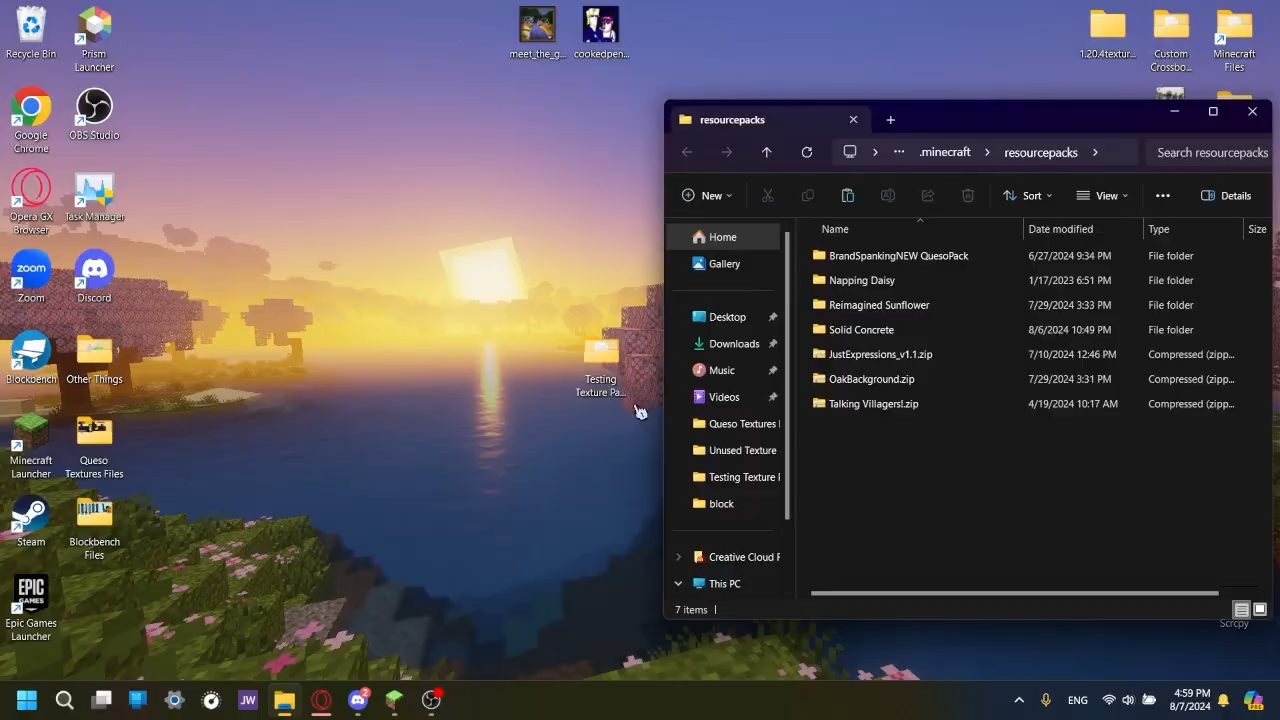 Recycle Bin
Prism
Launcher
meet_the_g...
cookedpen...
1.20.4textur...
Custom
Crossbo...
Minecraft
Files
Google
Chrome
OBS Studio
Opera GX
Browser
Task Manager
zoom
Zoom
Discord
Blockbench
Other Things
Testing
Texture Pa...
Minecraft
Launcher
Queso
Textures Files
Steam
Blockbench
Files
EPIC
GAMES
Epic Games
Launcher
resourcepacks
.minecraft
resourcepacks
Search resourcepacks
New
Sort
View
Details
Home
Gallery
Desktop
Downloads
Music
Videos
Queso Textures
Unused Texture
Testing Texture
block
Creative Cloud F
This PC
Name
Date modified
Type
Size
BrandSpankingNEW QuesoPack 6/27/2024 9:34 PM File folder
Napping Daisy 1/17/2023 6:51 PM File folder
Reimagined Sunflower 7/29/2024 3:33 PM File folder
Solid Concrete 8/6/2024 10:49 PM File folder
JustExpressions_v1.1.zip 7/10/2024 12:46 PM Compressed (zipp...
OakBackground.zip 7/29/2024 3:31 PM Compressed (zipp...
Talking Villagers!.zip 4/19/2024 10:17 AM Compressed (zipp...
7 items
Scrcpy
JW
2
ENG
4:59 PM
8/7/2024